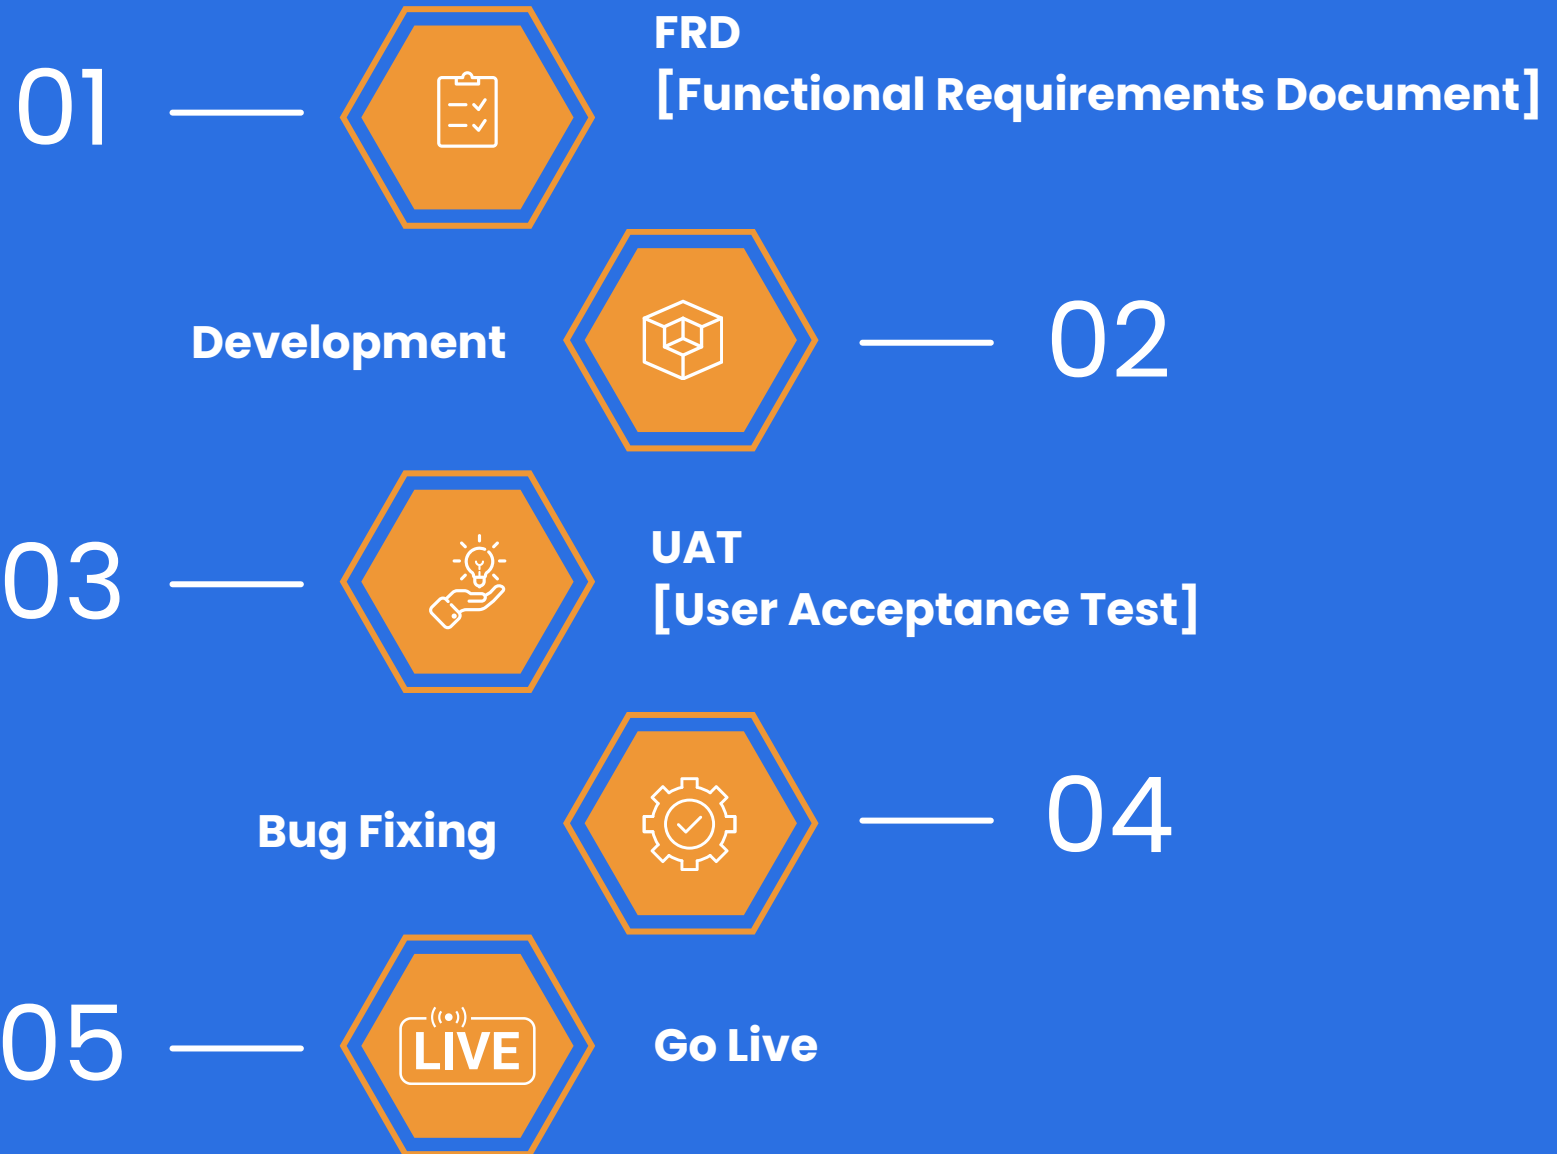 01
FRD
[Functional Requirements Document]
Development
02
03
UAT
[User Acceptance Test]
Bug Fixing
04
05
LIVE
Go Live